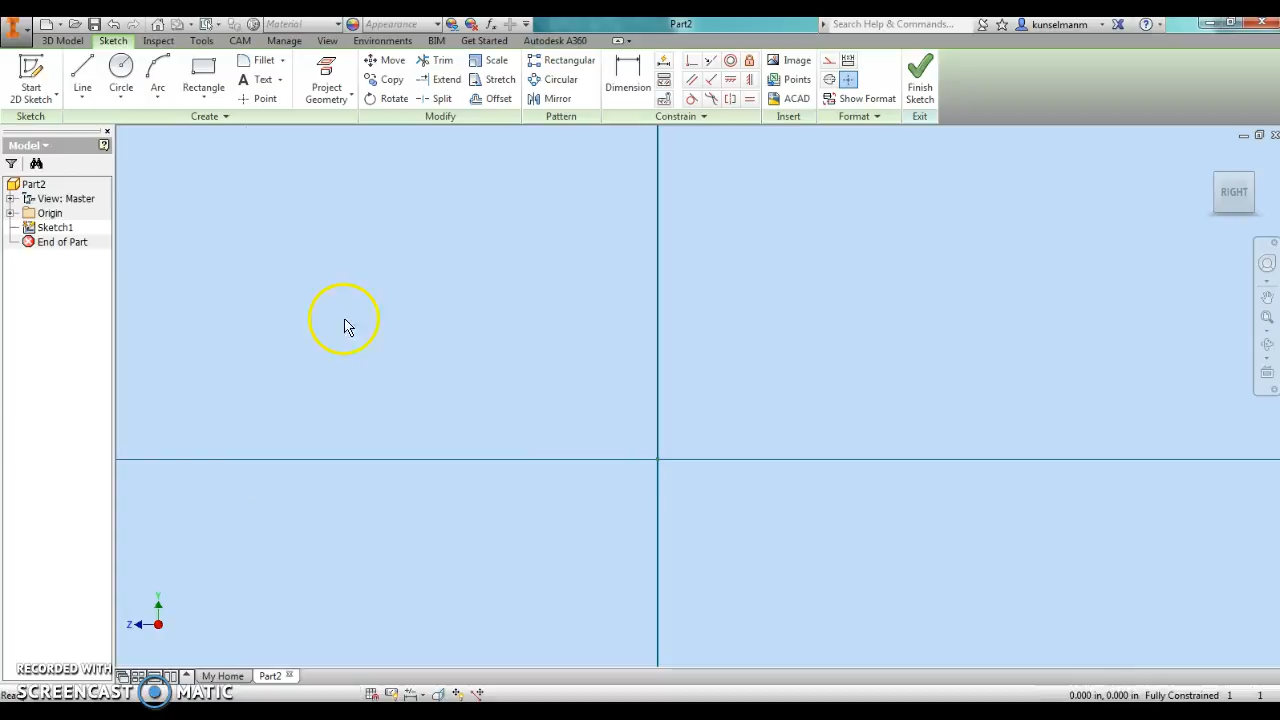 Material
Appearance
Part2
Search Help & Commands...
kunselmanm
3D Model
Sketch
Inspect
Tools
CAM
Manage
View
Environments
BIM
Get Started
Autodesk A360
Start
2D Sketch
Line
Circle
Arc
Rectangle
Fillet
Text
Point
Project
Geometry
Move
Copy
Rotate
Trim
Extend
Split
Scale
Stretch
Offset
Rectangular
Circular
Mirror
Dimension
Image
Points
ACAD
Show Format
Finish
Sketch
Sketch
Create
Modify
Pattern
Constrain
Insert
Format
Exit
Model
Part2
View: Master
Origin
Sketch1
End of Part
RIGHT
Y
Z
RECORDED WITH
SCREENCAST MATIC
My Home
Part2
0.000 in, 0.000 in
Fully Constrained
1
1